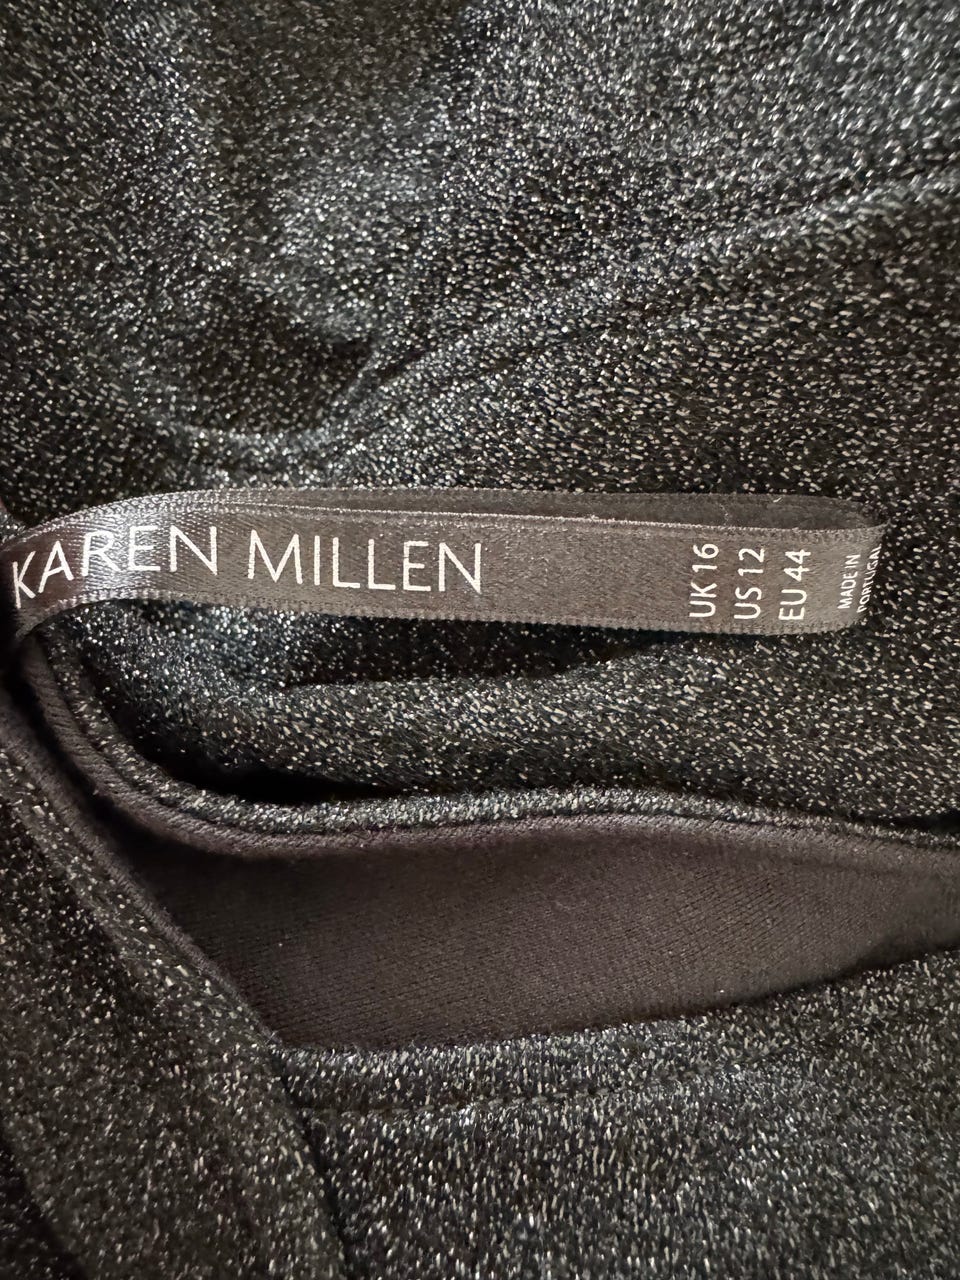 KAREN MILLEN
UK 16
US 12
EU 44
MADE IN
PORTUGAL